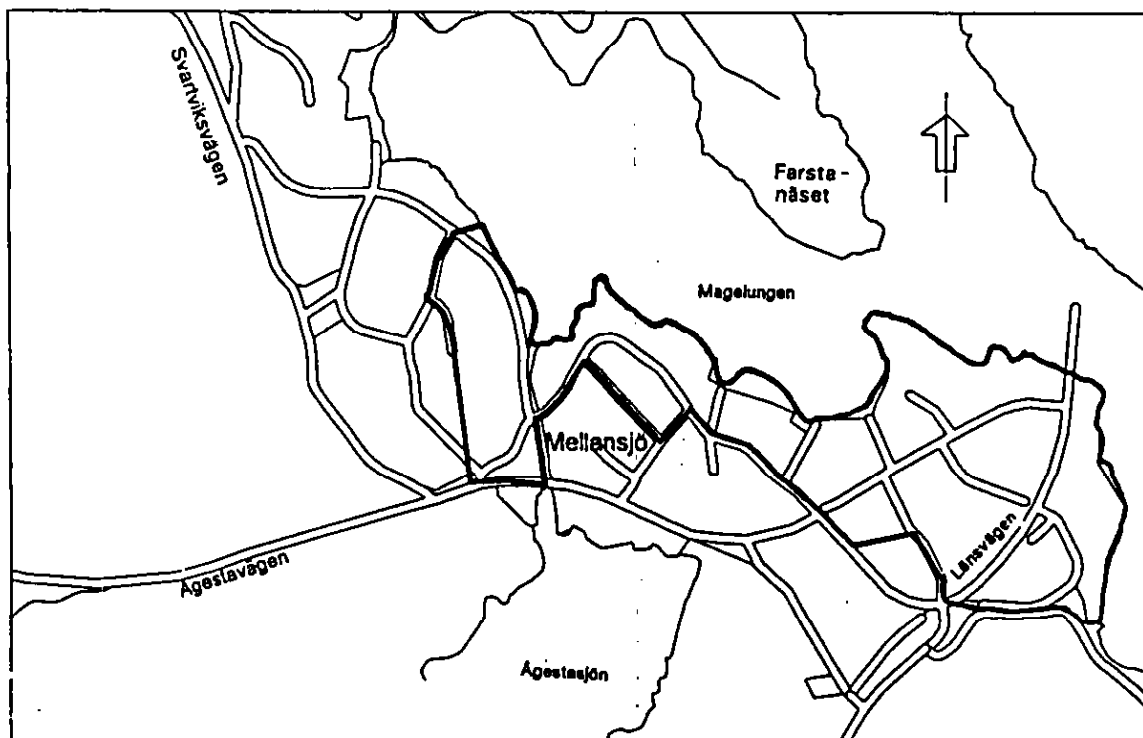 Svartviksvägen
Farsta-
näset
Magelungen
Mellansjö
Länsvägen
Ågestavägen
Ågestasjön